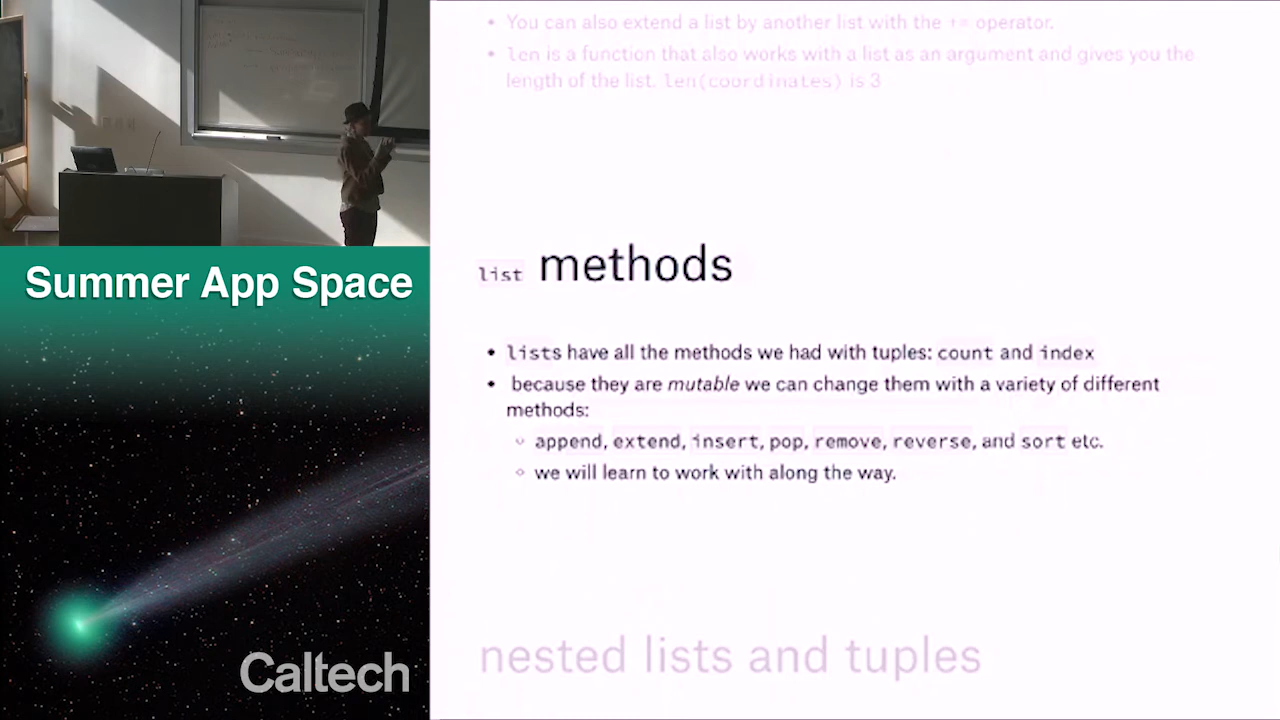 Summer App Space
Caltech
• You can also extend a list by another list with the += operator.
• len is a function that also works with a list as an argument and gives you the
length of the list. len(coordinates) is 3
list methods
• lists have all the methods we had with tuples: count and index
• because they are mutable we can change them with a variety of different
methods:
◦ append, extend, insert, pop, remove, reverse, and sort etc.
◦ we will learn to work with along the way.
nested lists and tuples